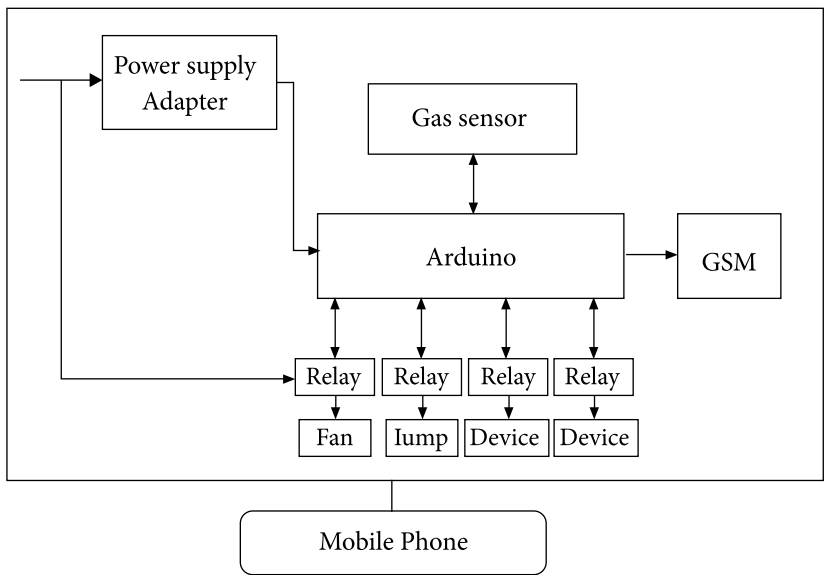 Power supply
Adapter
Gas sensor
Arduino
GSM
Relay
Relay
Relay
Relay
Fan
Iump
Device
Device
Mobile Phone